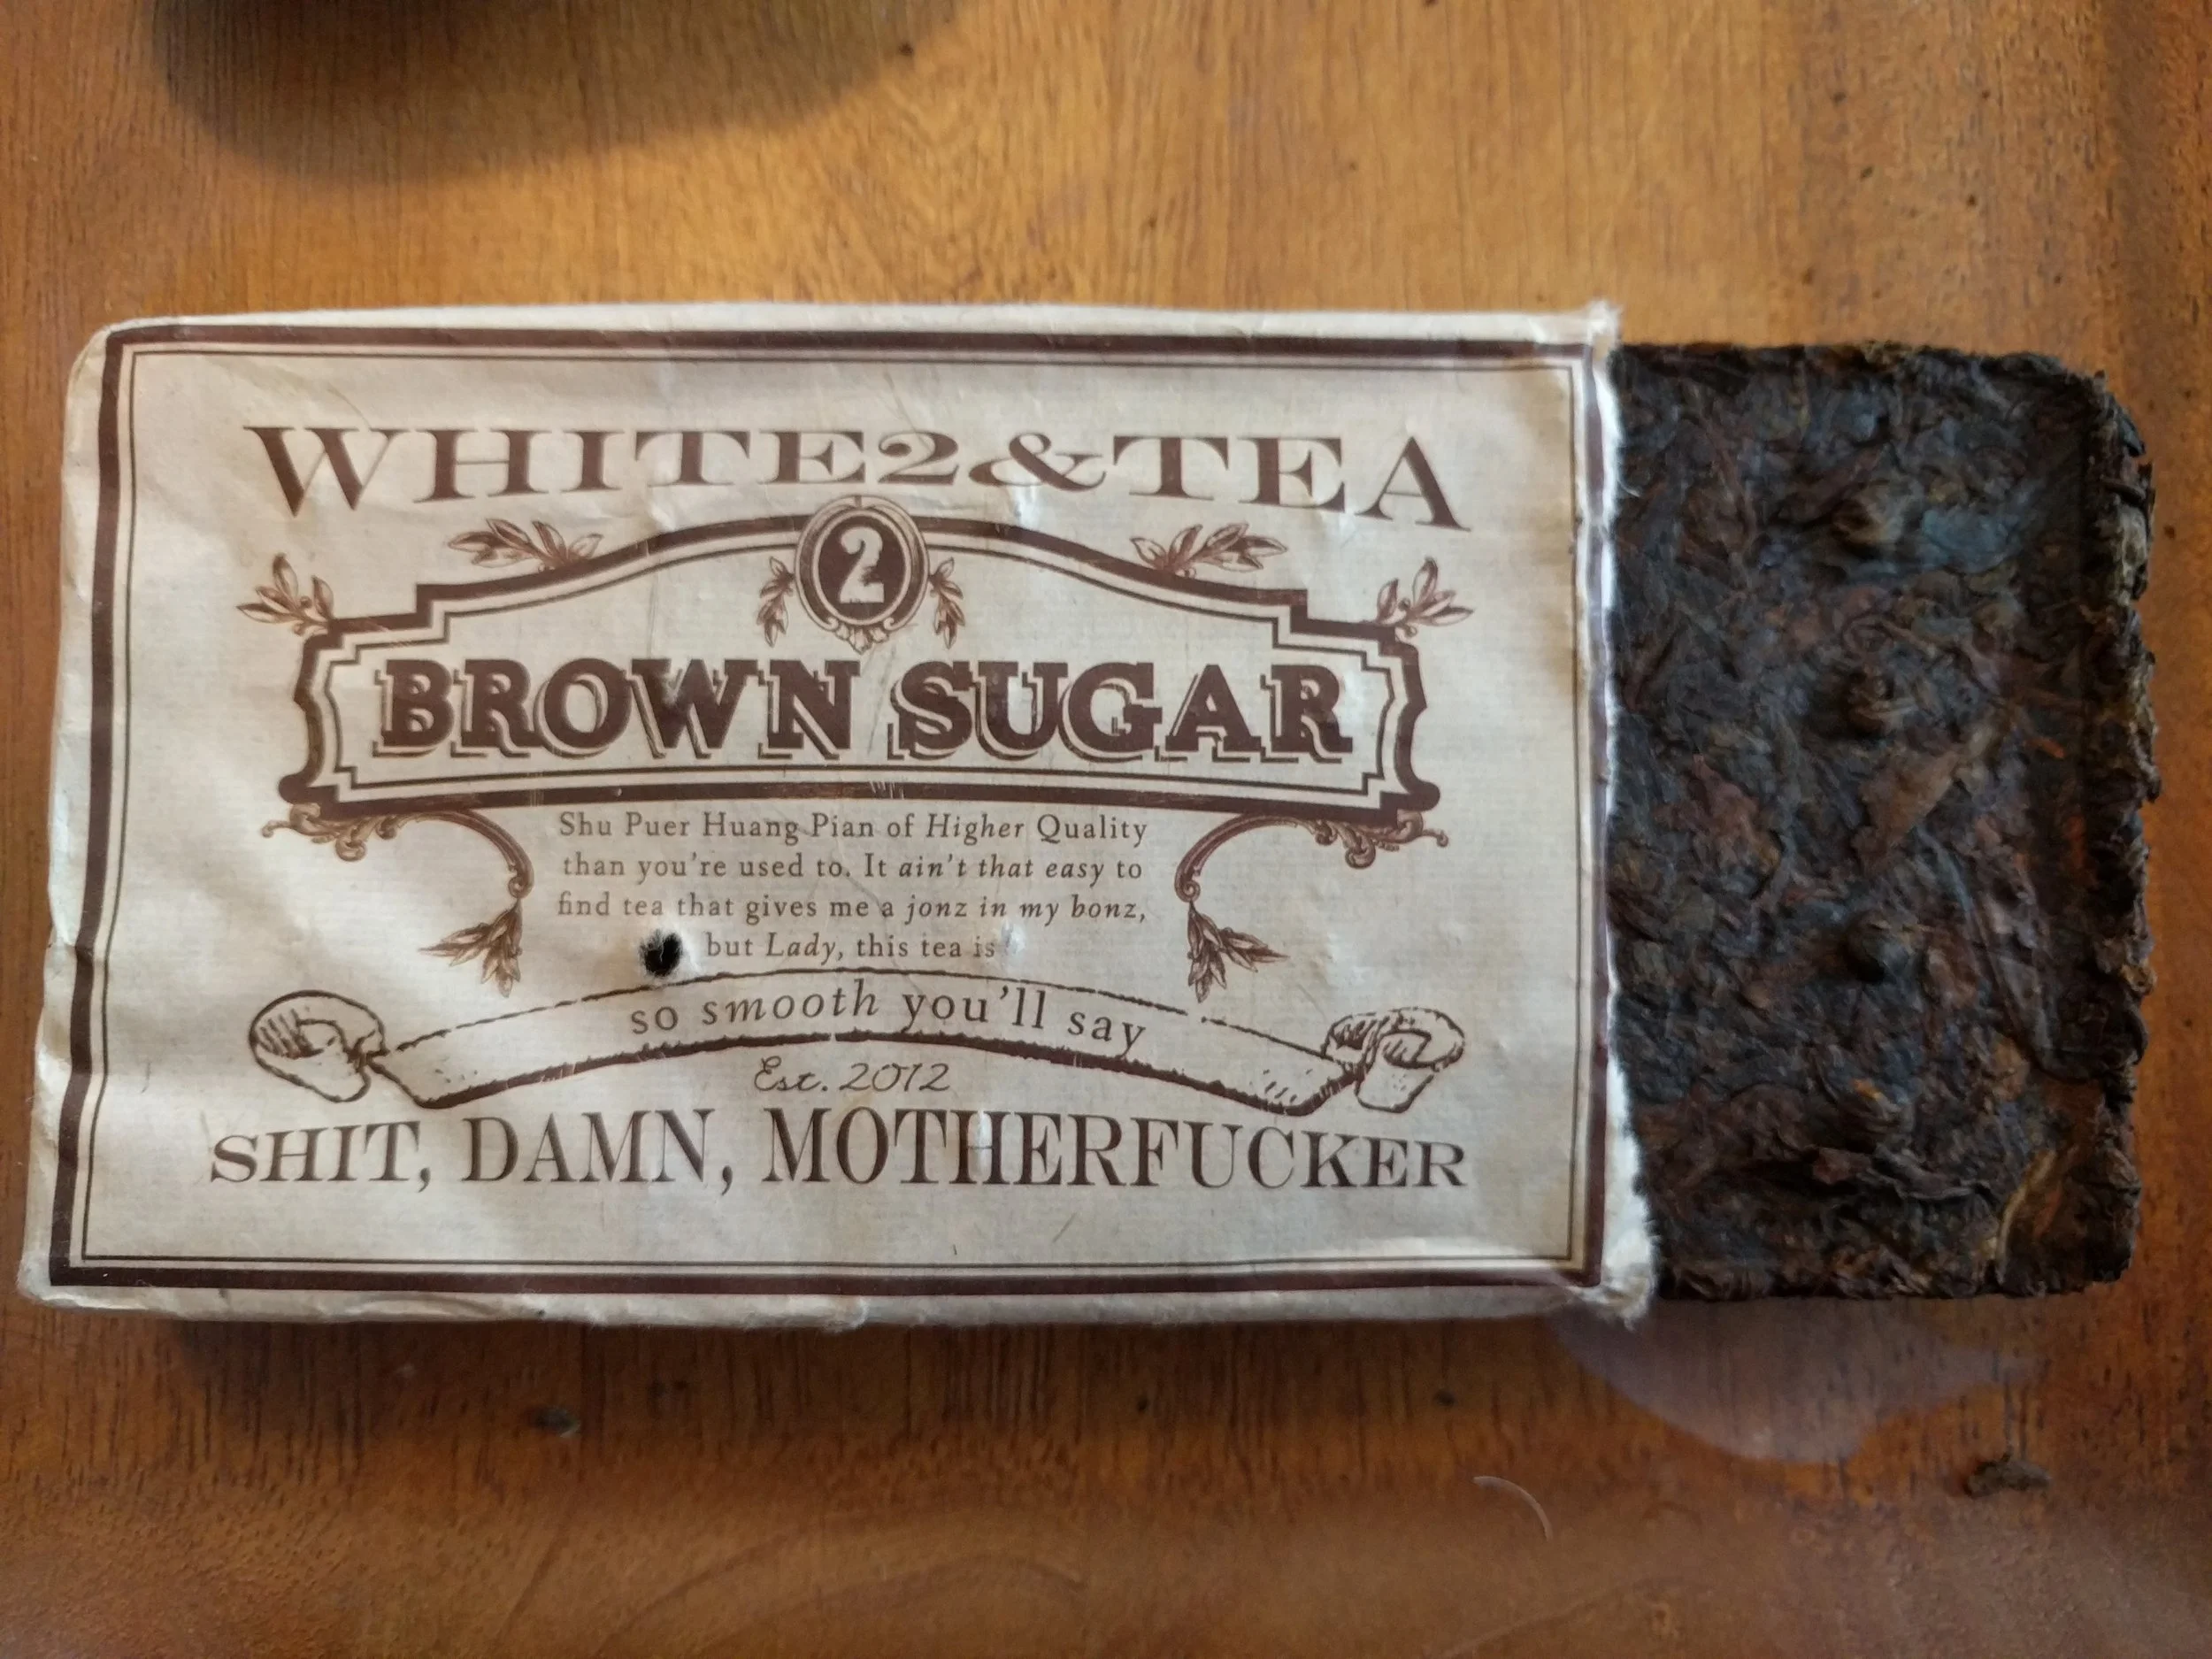 WHITE2&TEA
2
BROWN SUGAR
Shu Puer Huang Pian of Higher Quality
than you're used to. It ain't that easy to
find tea that gives me a jonz in my bonz,
but Lady, this tea is
so smooth you'll say
Est. 2012
SHIT, DAMN, MOTHERFUCKER